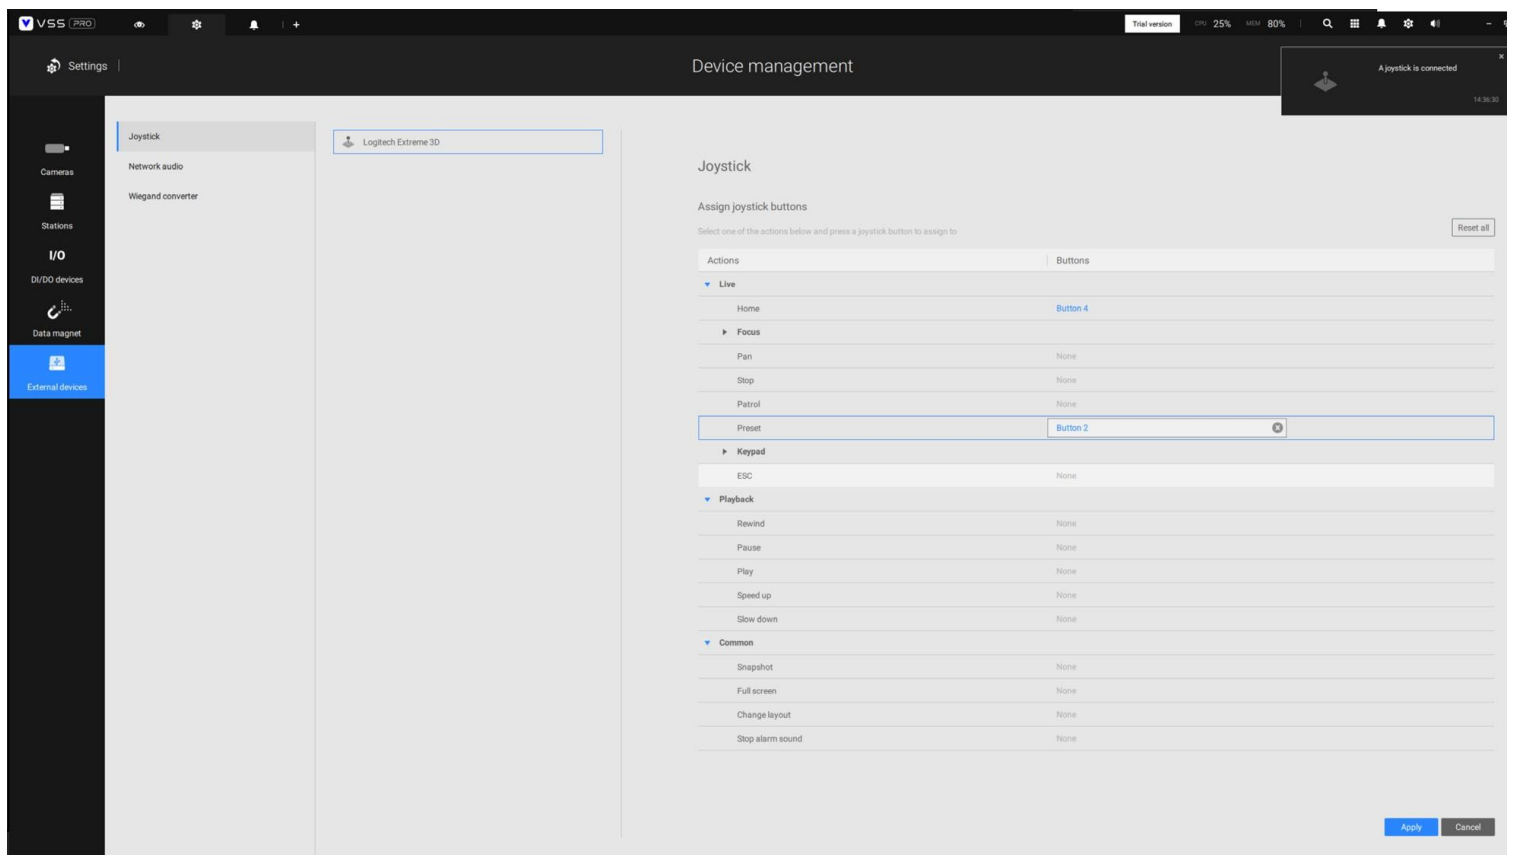 VSS PRO
+
Trial version CPU 25% MEM 80%
Settings
Device management
A joystick is connected
14:36:30
Cameras
Stations
I/O
DI/DO devices
Data magnet
External devices
Joystick
Network audio
Wiegand converter
Logitech Extreme 3D
Joystick
Assign joystick buttons
Select one of the actions below and press a joystick button to assign to
Reset all
Actions Buttons
Live
Home Button 4
Focus
Pan None
Stop None
Patrol None
Preset Button 2
Keypad
ESC None
Playback
Rewind None
Pause None
Play None
Speed up None
Slow down None
Common
Snapshot None
Full screen None
Change layout None
Stop alarm sound None
Apply Cancel